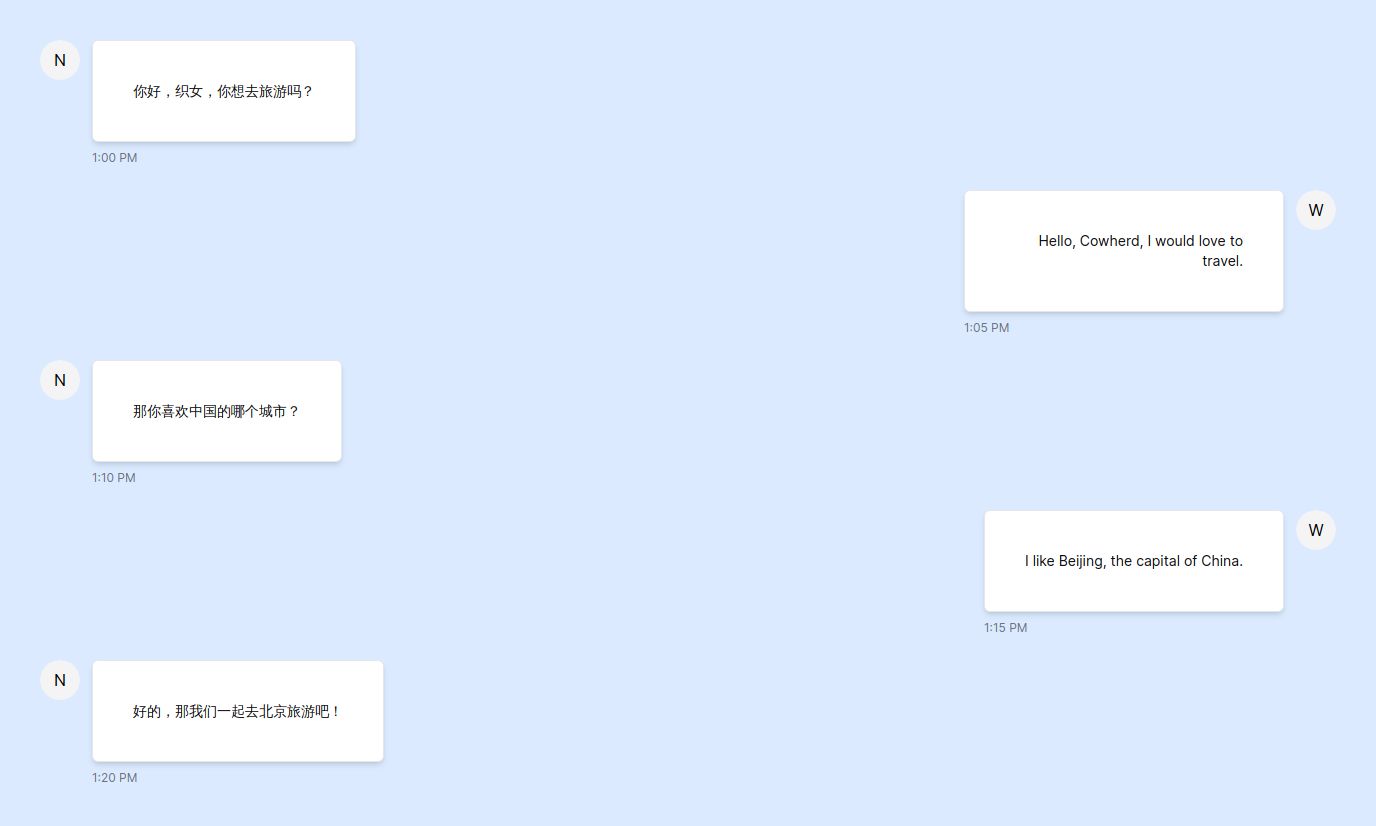 N
你好，织女，你想去旅游吗？
1:00 PM
W
Hello, Cowherd, I would love to
travel.
1:05 PM
N
那你喜欢中国的哪个城市？
1:10 PM
W
I like Beijing, the capital of China.
1:15 PM
N
好的，那我们一起去北京旅游吧！
1:20 PM